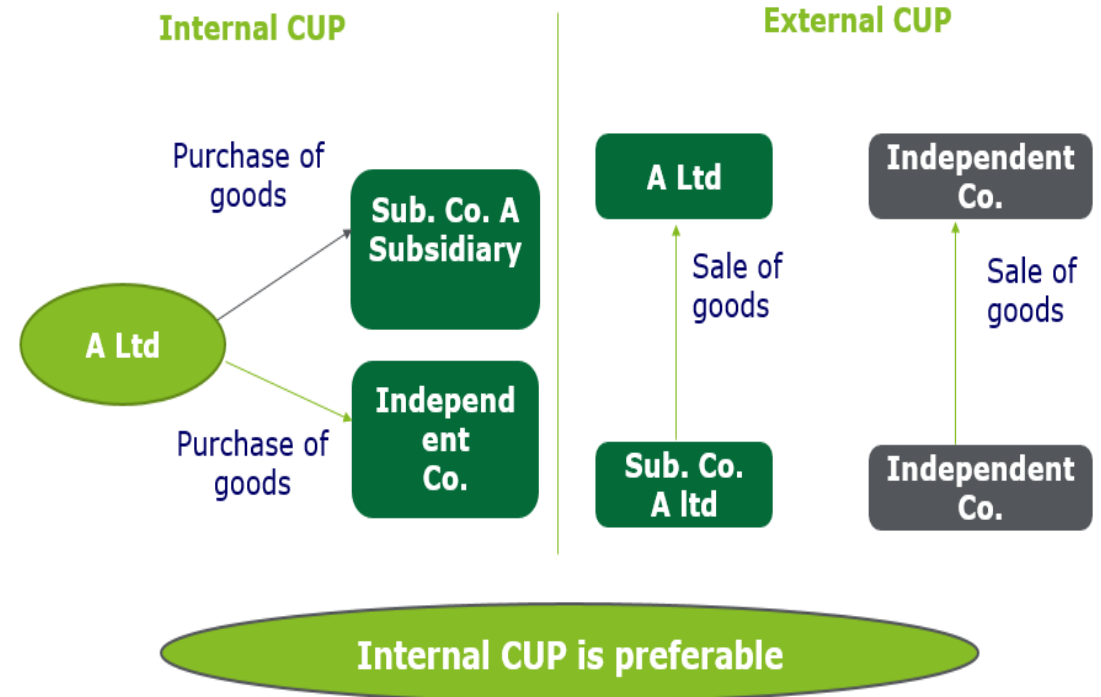 Internal CUP
Purchase of
goods
Sub. Co. A
Subsidiary
A Ltd
Independ
ent
Co.
Purchase of
goods
External CUP
A Ltd
Independent
Co.
Sale of
goods
Sale of
goods
Sub. Co.
A ltd
Independent
Co.
Internal CUP is preferable